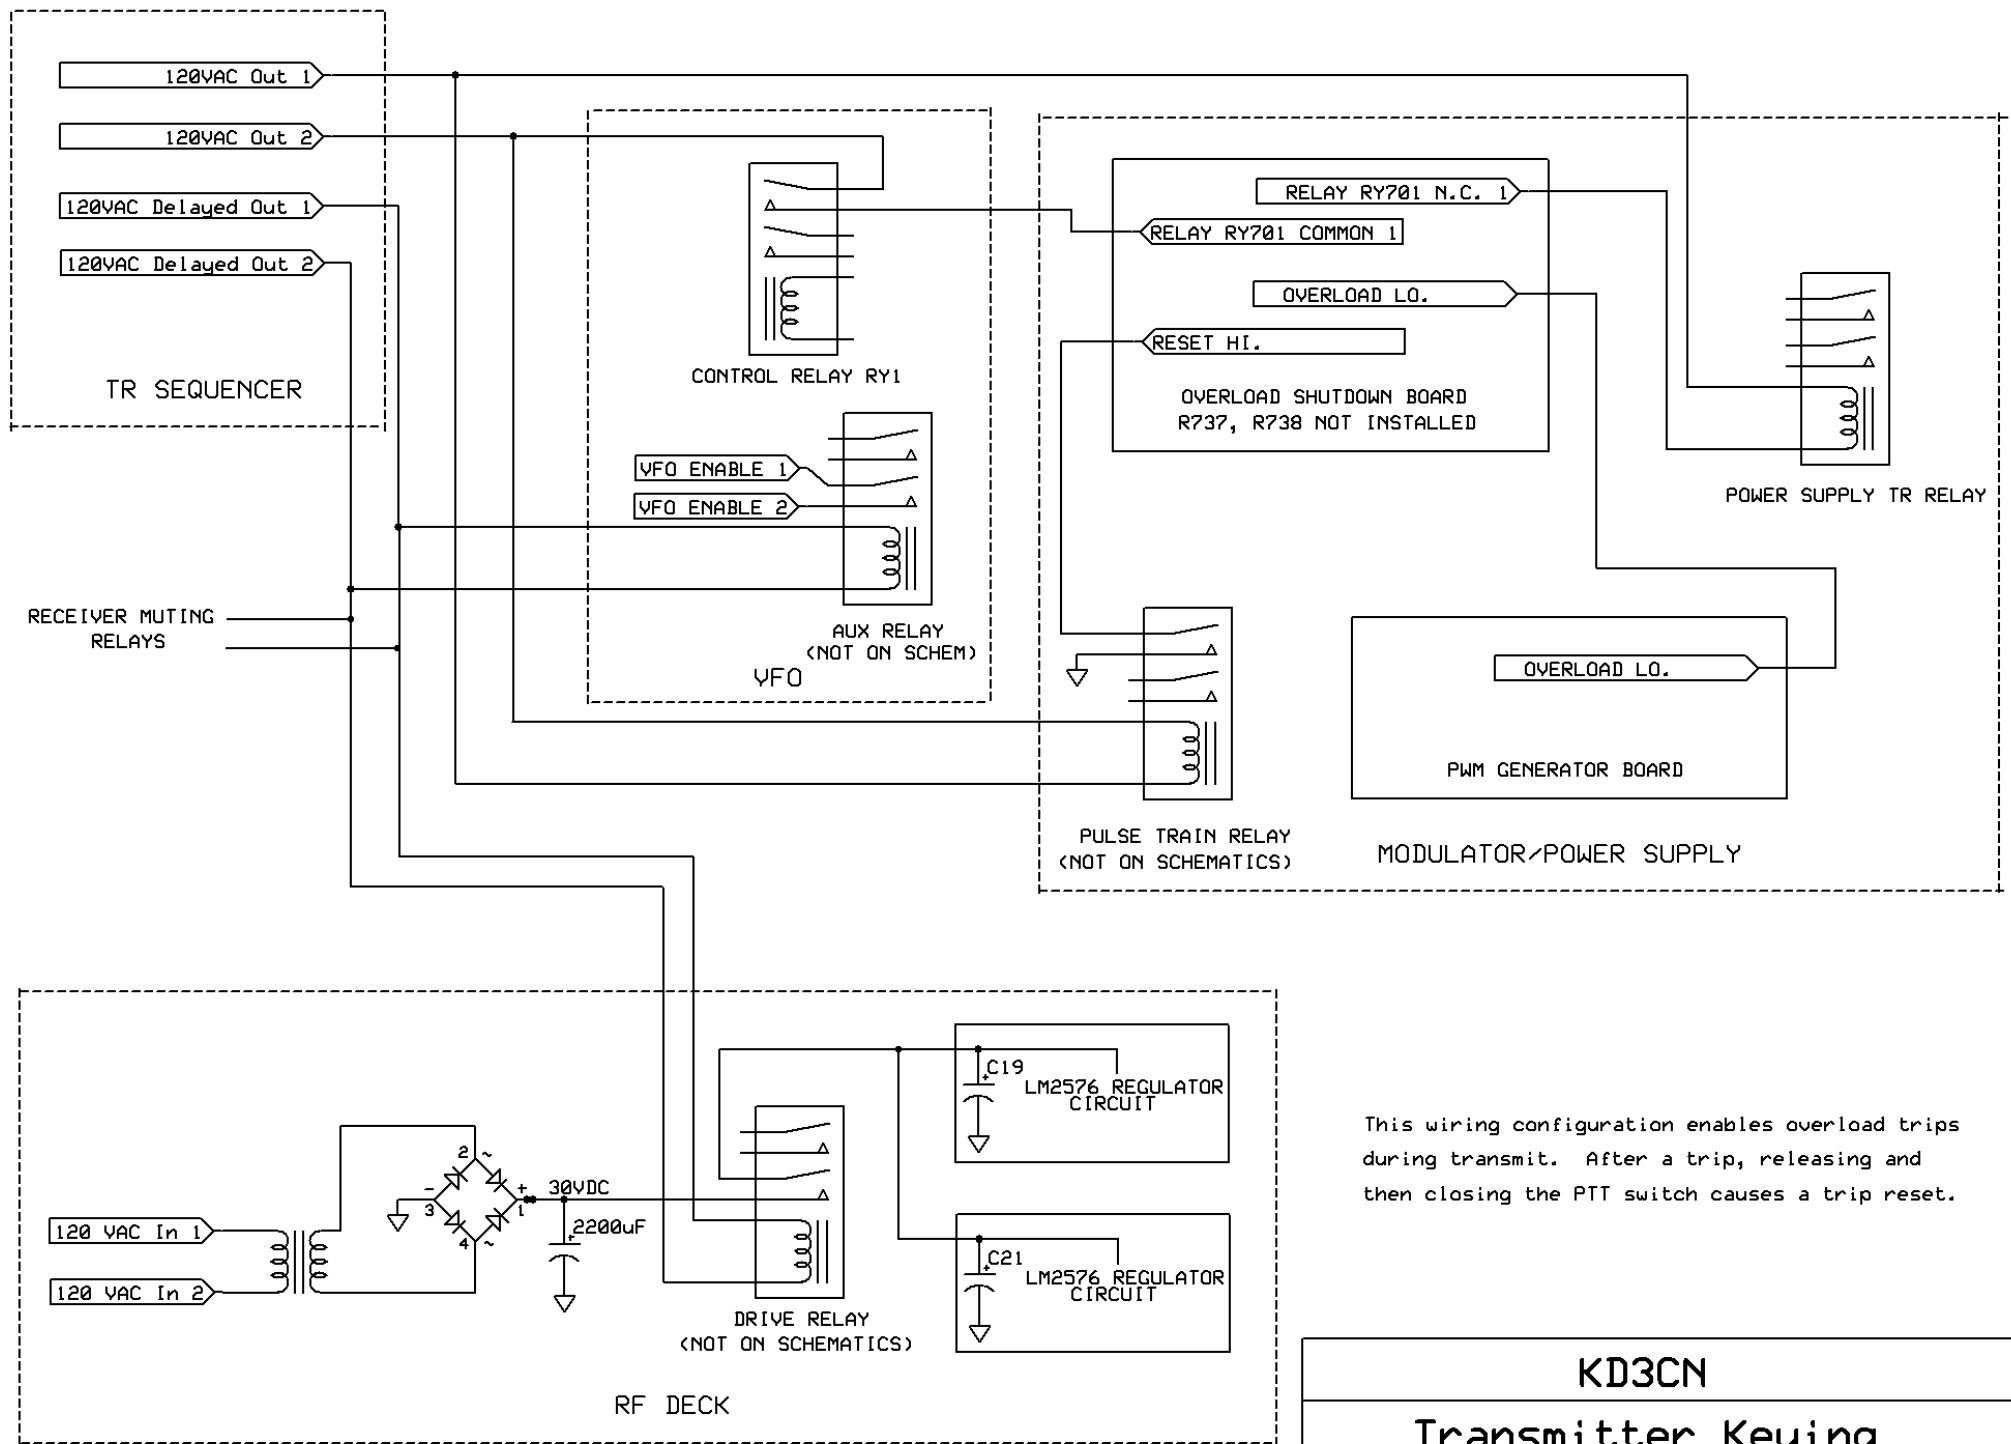 120VAC Out 1
120VAC Out 2
120VAC Delayed Out 1
120VAC Delayed Out 2
TR SEQUENCER
CONTROL RELAY RY1
VFO ENABLE 1
VFO ENABLE 2
AUX RELAY
(NOT ON SCHEM)
VFO
RECEIVER MUTING
RELAYS
RELAY RY701 N.C. 1
RELAY RY701 COMMON 1
OVERLOAD LO.
RESET HI.
OVERLOAD SHUTDOWN BOARD
R737, R738 NOT INSTALLED
POWER SUPPLY TR RELAY
OVERLOAD LO.
PWM GENERATOR BOARD
PULSE TRAIN RELAY
(NOT ON SCHEMATICS)
MODULATOR/POWER SUPPLY
120 VAC In 1
120 VAC In 2
2 ~
- +
3 1
4 ~
30VDC
+
2200uF
DRIVE RELAY
(NOT ON SCHEMATICS)
+ C19
LM2576 REGULATOR
CIRCUIT
+ C21
LM2576 REGULATOR
CIRCUIT
RF DECK
This wiring configuration enables overload trips
during transmit. After a trip, releasing and
then closing the PTT switch causes a trip reset.
KD3CN
Transmitter Keying